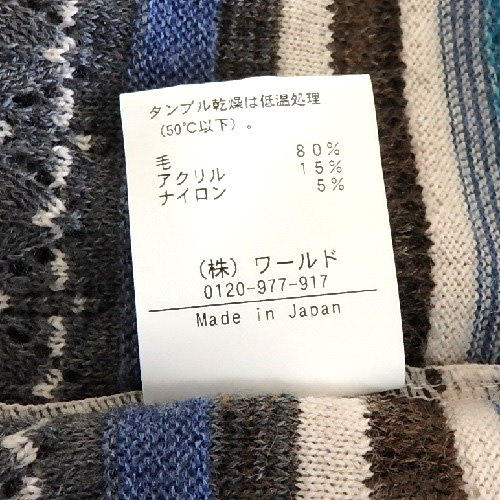 タンブル乾燥は低温処理
(50℃以下)。
毛 80%
アクリル 15%
ナイロン 5%
(株)ワールド
0120-977-917
Made in Japan